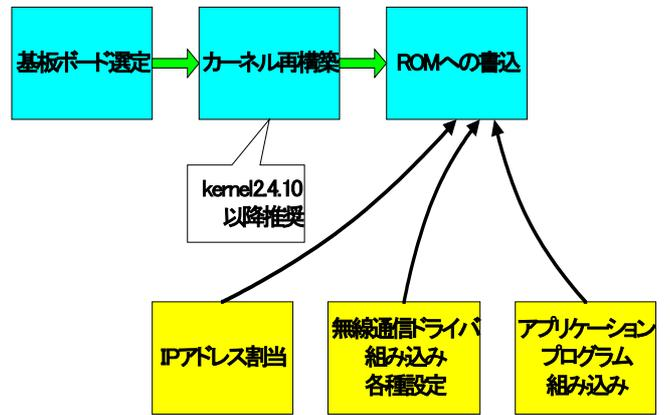 基板ボード選定
カーネル再構築
ROMへの書込
kernel2.4.10
以降推奨
IPアドレス割当
無線通信ドライバ
組み込み
各種設定
アプリケーション
プログラム
組み込み